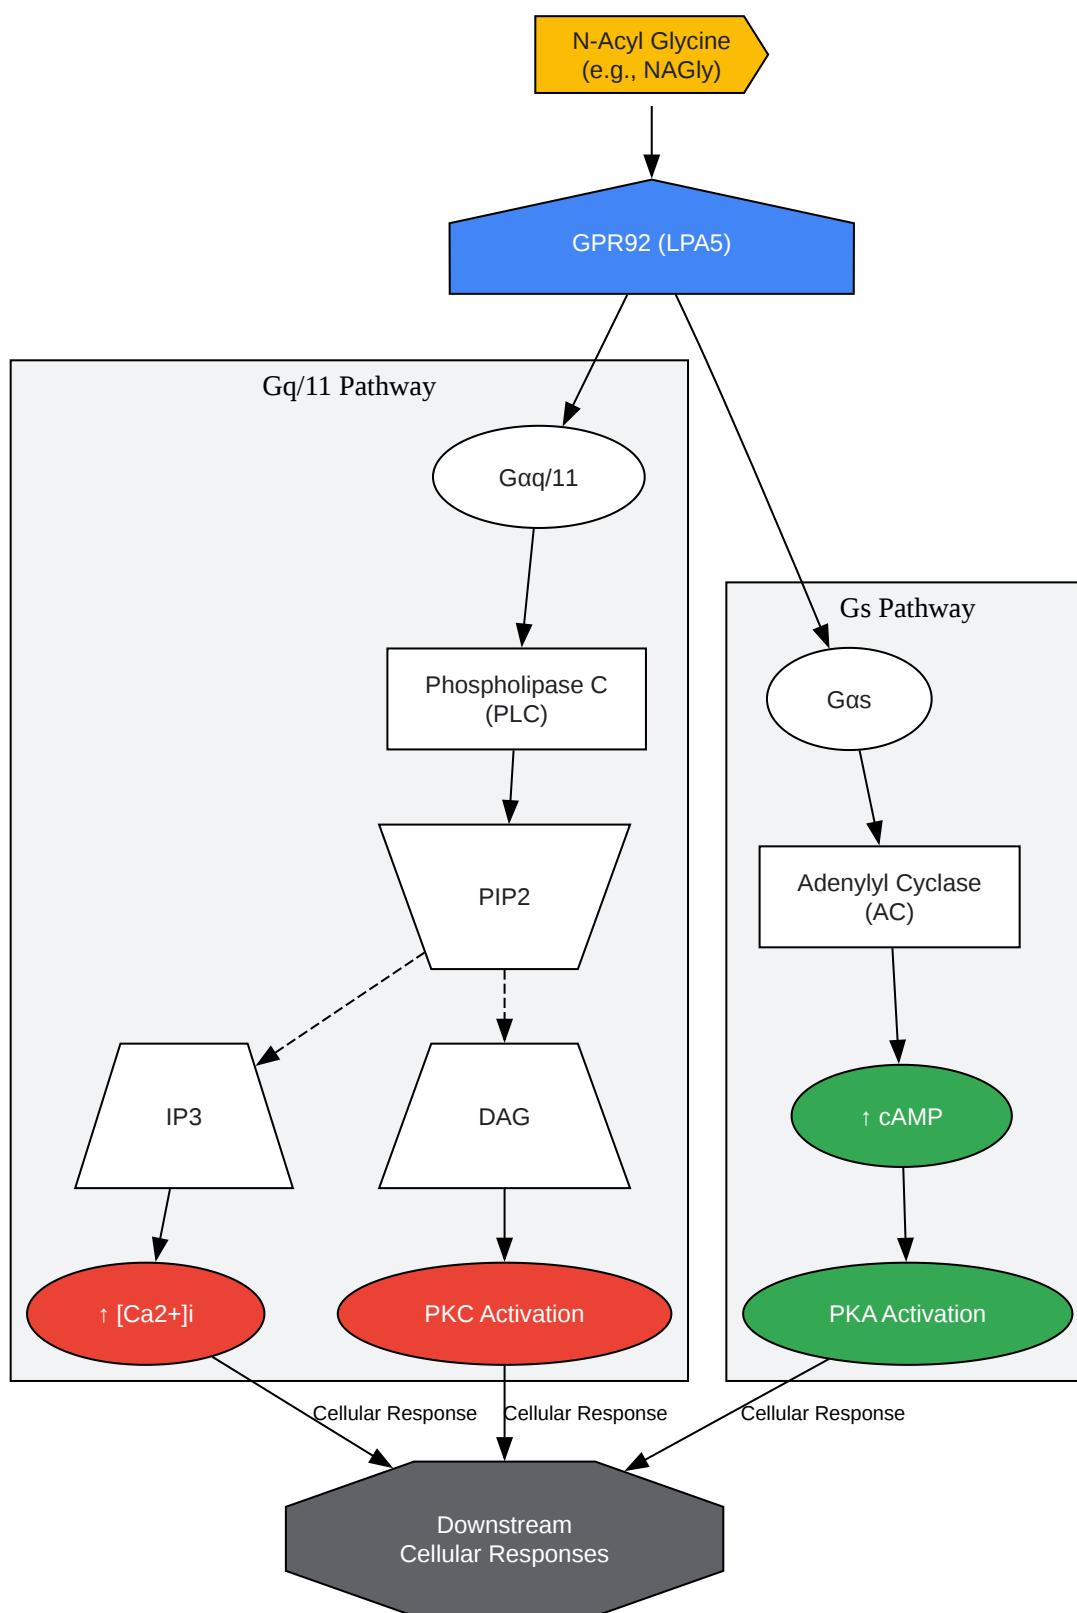 N-Acyl Glycine
(e.g., NAGly)
GPR92 (LPA5)
Gq/11 Pathway
Gαq/11
Gs Pathway
Phospholipase C
(PLC)
Gαs
PIP2
Adenylyl Cyclase
(AC)
IP3
DAG
↑ cAMP
↑ [Ca2+]i
PKC Activation
PKA Activation
Cellular Response
Cellular Response
Cellular Response
Downstream
Cellular Responses